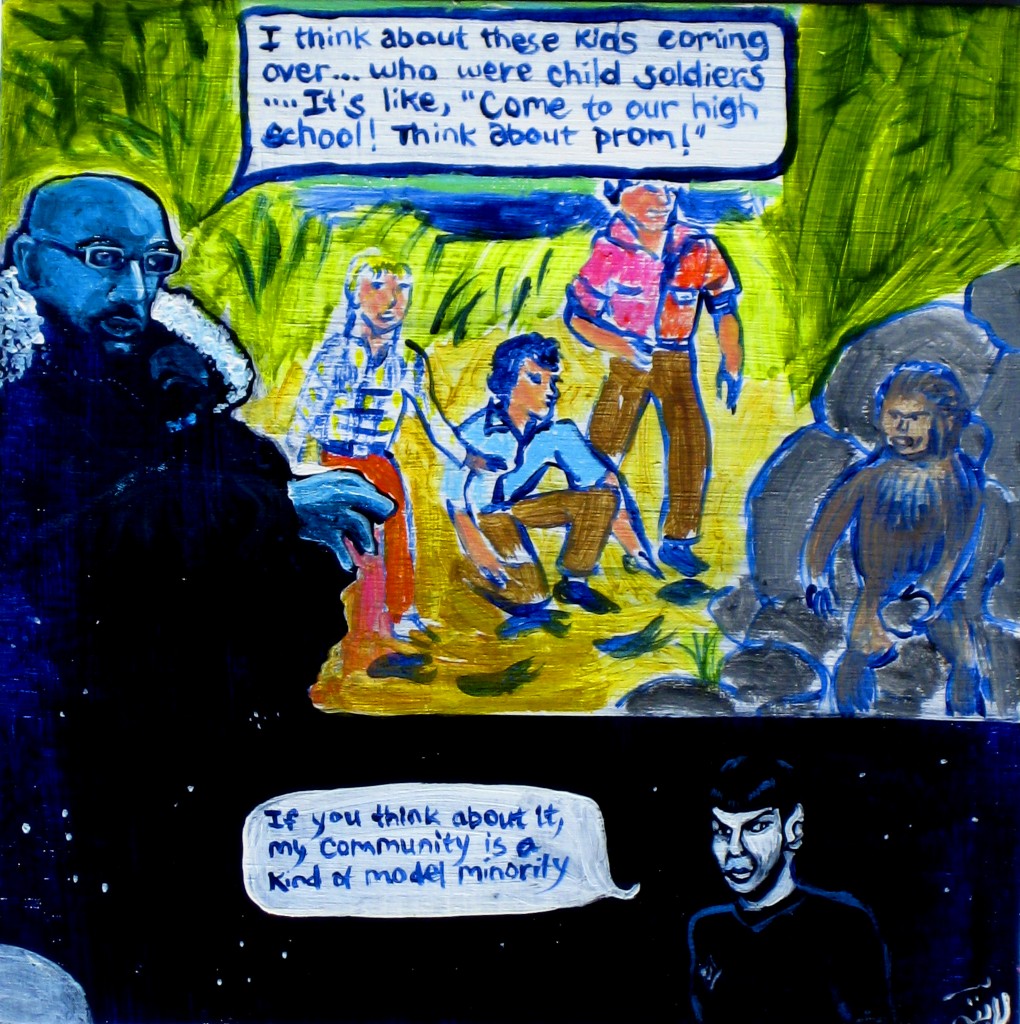 I think about these kids coming
over... who were child soldiers
....It's like, "Come to our high
school! Think about prom!"
If you think about it,
my community is a
kind of model minority